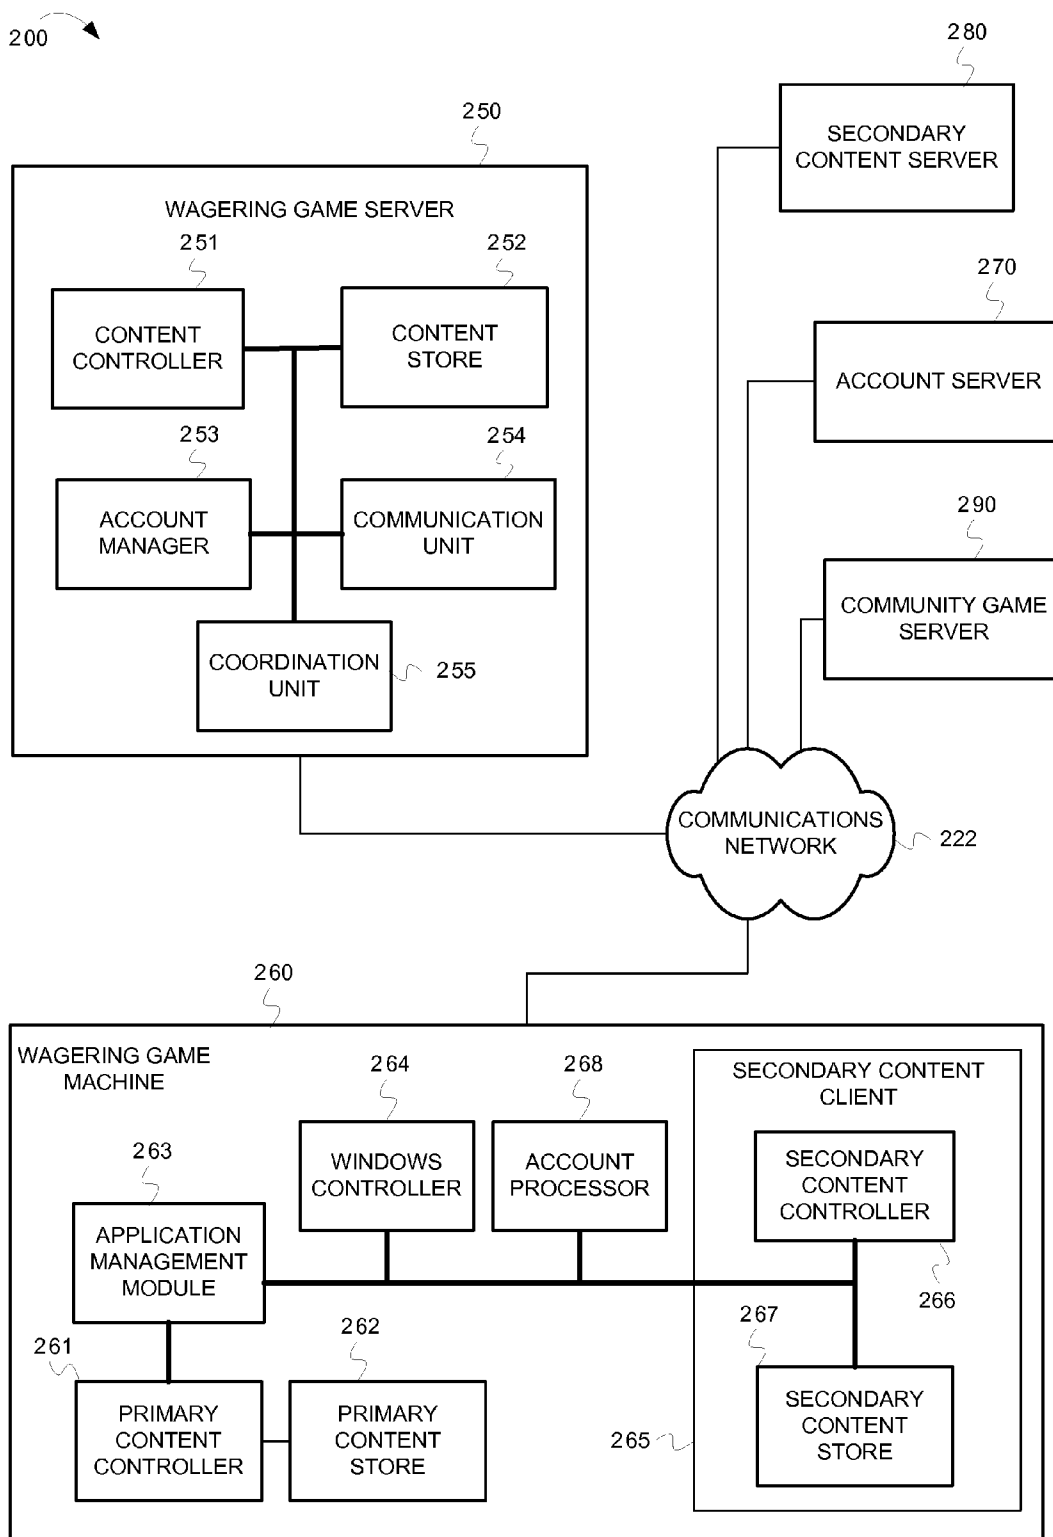 200
280
SECONDARY
CONTENT SERVER
250
WAGERING GAME SERVER
251
252
CONTENT
CONTROLLER
CONTENT
STORE
270
ACCOUNT SERVER
253
254
ACCOUNT
MANAGER
COMMUNICATION
UNIT
290
COMMUNITY GAME
SERVER
COORDINATION
UNIT
255
COMMUNICATIONS
NETWORK
222
260
WAGERING GAME
MACHINE
264
268
SECONDARY CONTENT
CLIENT
263
WINDOWS
CONTROLLER
ACCOUNT
PROCESSOR
SECONDARY
CONTENT
CONTROLLER
APPLICATION
MANAGEMENT
MODULE
266
261
262
267
PRIMARY
CONTENT
CONTROLLER
PRIMARY
CONTENT
STORE
265
SECONDARY
CONTENT
STORE